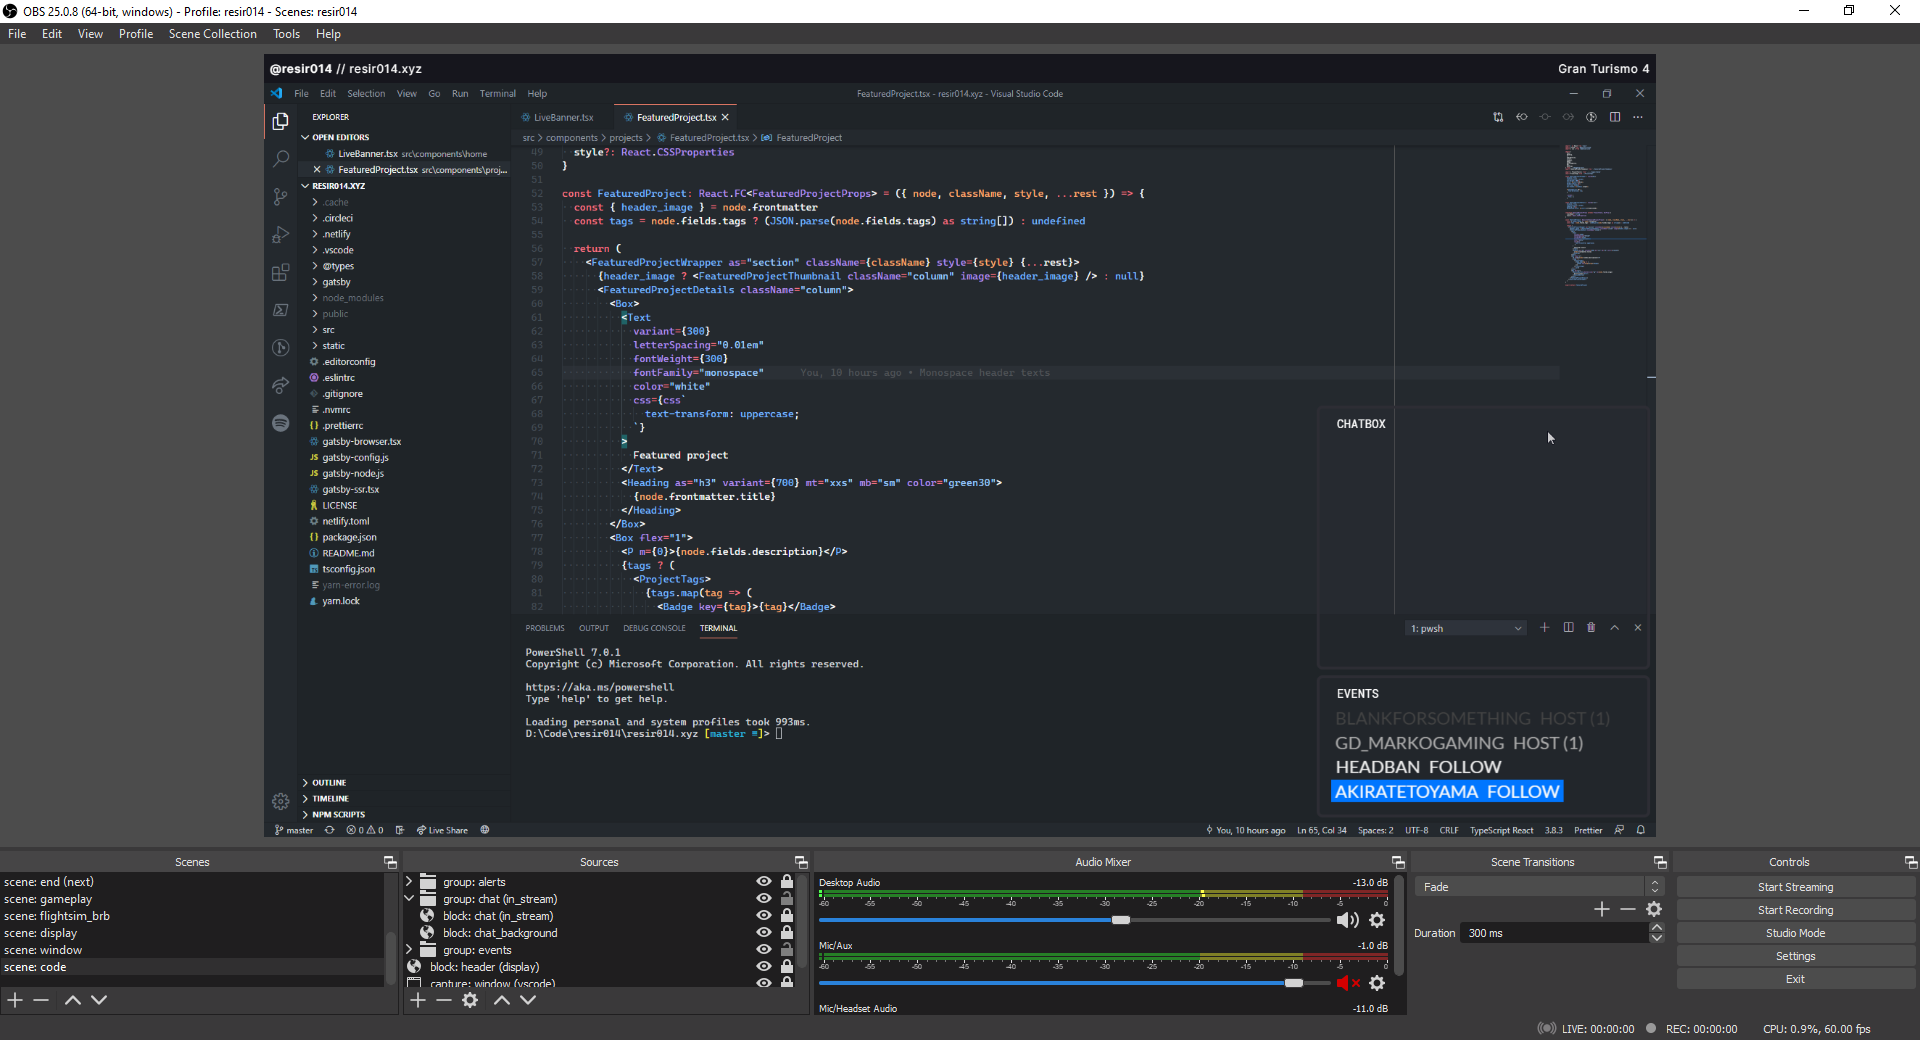 OBS 25.0.8 (64-bit, windows) - Profile: resir014 - Scenes: resir014
File Edit View Profile Scene Collection Tools Help
@resir014 // resir014.xyz
Gran Turismo 4
File Edit Selection View Go Run Terminal Help
FeaturedProject.tsx - resir014.xyz - Visual Studio Code
EXPLORER
OPEN EDITORS
LiveBanner.tsx src\components\home
FeaturedProject.tsx src\components\proj...
RESIR014.XYZ
.cache
.circleci
.netlify
.vscode
@types
gatsby
node_modules
public
src
static
.editorconfig
.eslintrc
.gitignore
.nvmrc
.prettierrc
gatsby-browser.tsx
gatsby-config.js
gatsby-node.js
gatsby-ssr.tsx
LICENSE
netlify.toml
package.json
README.md
tsconfig.json
yarn-error.log
yarn.lock
OUTLINE
TIMELINE
NPM SCRIPTS
LiveBanner.tsx
FeaturedProject.tsx
src > components > projects > FeaturedProject.tsx > FeaturedProject
49 style?: React.CSSProperties
50 }
51
52 const FeaturedProject: React.FC<FeaturedProjectProps> = ({ node, className, style, ...rest }) => {
53 const { header_image } = node.frontmatter
54 const tags = node.fields.tags ? (JSON.parse(node.fields.tags) as string[]) : undefined
55
56 return (
57 <FeaturedProjectWrapper as="section" className={className} style={style} {...rest}>
58 {header_image ? <FeaturedProjectThumbnail className="column" image={header_image} /> : null}
59 <FeaturedProjectDetails className="column">
60 <Box>
61 <Text
62 variant={300}
63 letterSpacing="0.01em"
64 fontWeight={300}
65 fontFamily="monospace" You, 10 hours ago • Monospace header texts
66 color="white"
67 css={css`
68 text-transform: uppercase;
69 `}
70 >
71 Featured project
72 </Text>
73 <Heading as="h3" variant={700} mt="xxs" mb="sm" color="green30">
74 {node.frontmatter.title}
75 </Heading>
76 </Box>
77 <Box flex="1">
78 <P m={0}>{node.fields.description}</P>
79 {tags ? (
80 <ProjectTags>
81 {tags.map(tag => (
82 <Badge key={tag}>{tag}</Badge>
PROBLEMS OUTPUT DEBUG CONSOLE TERMINAL
1: pwsh
PowerShell 7.0.1
Copyright (c) Microsoft Corporation. All rights reserved.
https://aka.ms/powershell
Type 'help' to get help.
Loading personal and system profiles took 993ms.
D:\Code\resir014\resir014.xyz [master ≡]>
CHATBOX
EVENTS
BLANKFORSOMETHING HOST (1)
GD_MARKOGAMING HOST (1)
HEADBAN FOLLOW
AKIRATETOYAMA FOLLOW
master 0 0 Live Share
You, 10 hours ago Ln 65, Col 34 Spaces: 2 UTF-8 CRLF TypeScript React 3.8.3 Prettier
Scenes
scene: end (next)
scene: gameplay
scene: flightsim_brb
scene: display
scene: window
scene: code
Sources
group: alerts
group: chat (in_stream)
block: chat (in_stream)
block: chat_background
group: events
block: header (display)
capture: window (vscode)
Audio Mixer
Desktop Audio -13.0 dB
-60 -55 -50 -45 -40 -35 -30 -25 -20 -15 -10 -5 0
Mic/Aux -1.0 dB
-60 -55 -50 -45 -40 -35 -30 -25 -20 -15 -10 -5 0
Mic/Headset Audio -11.0 dB
Scene Transitions
Fade
Duration 300 ms
Controls
Start Streaming
Start Recording
Studio Mode
Settings
Exit
LIVE: 00:00:00 REC: 00:00:00 CPU: 0.9%, 60.00 fps